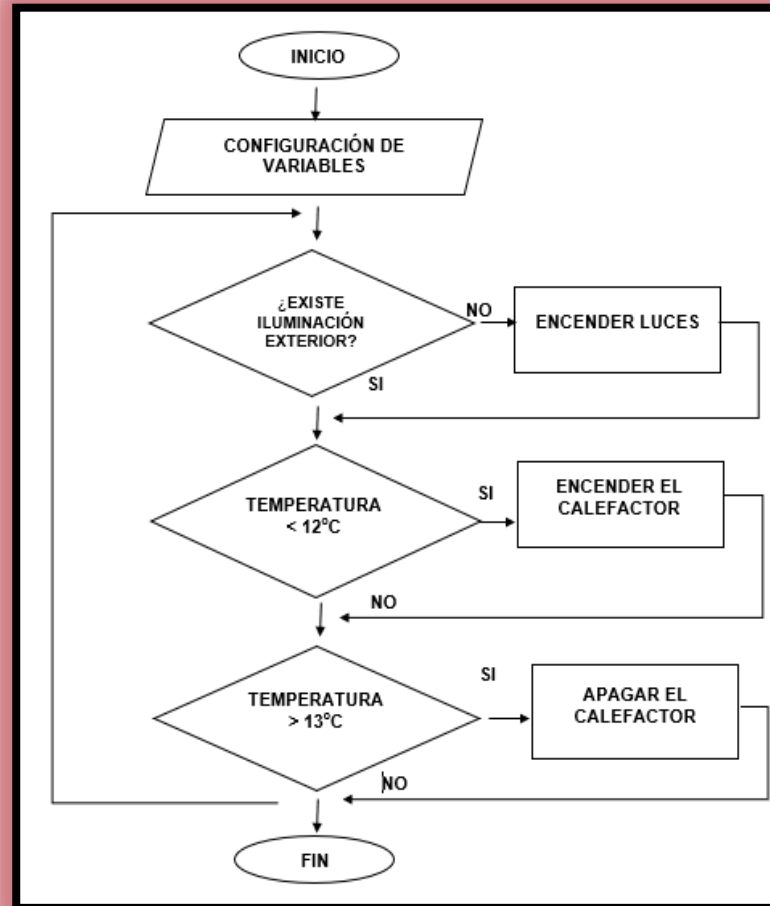 INICIO
CONFIGURACIÓN DE
VARIABLES
¿EXISTE
ILUMINACIÓN
EXTERIOR?
NO
ENCENDER LUCES
SI
TEMPERATURA
< 12°C
SI
ENCENDER EL
CALEFACTOR
NO
TEMPERATURA
> 13°C
SI
APAGAR EL
CALEFACTOR
NO
FIN